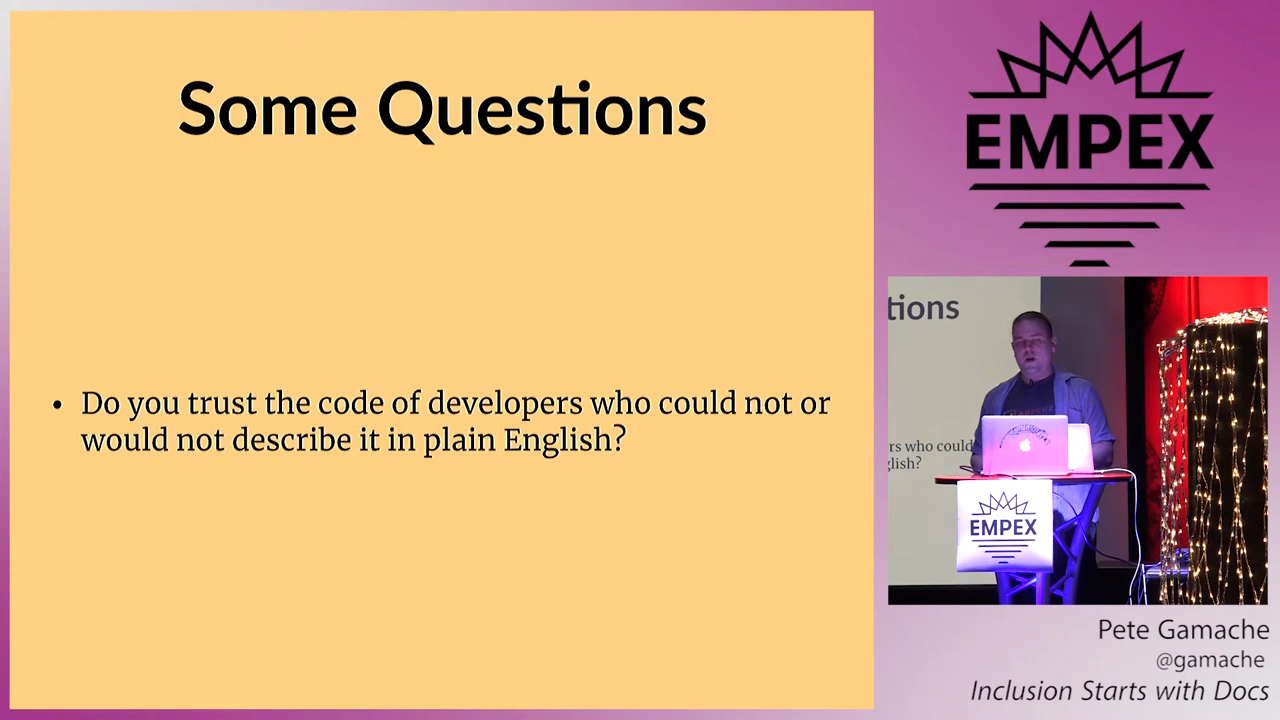 Some Questions
• Do you trust the code of developers who could not or
would not describe it in plain English?
EMPEX
tions
rs who could
glish?
EMPEX
Pete Gamache
@gamache
Inclusion Starts with Docs